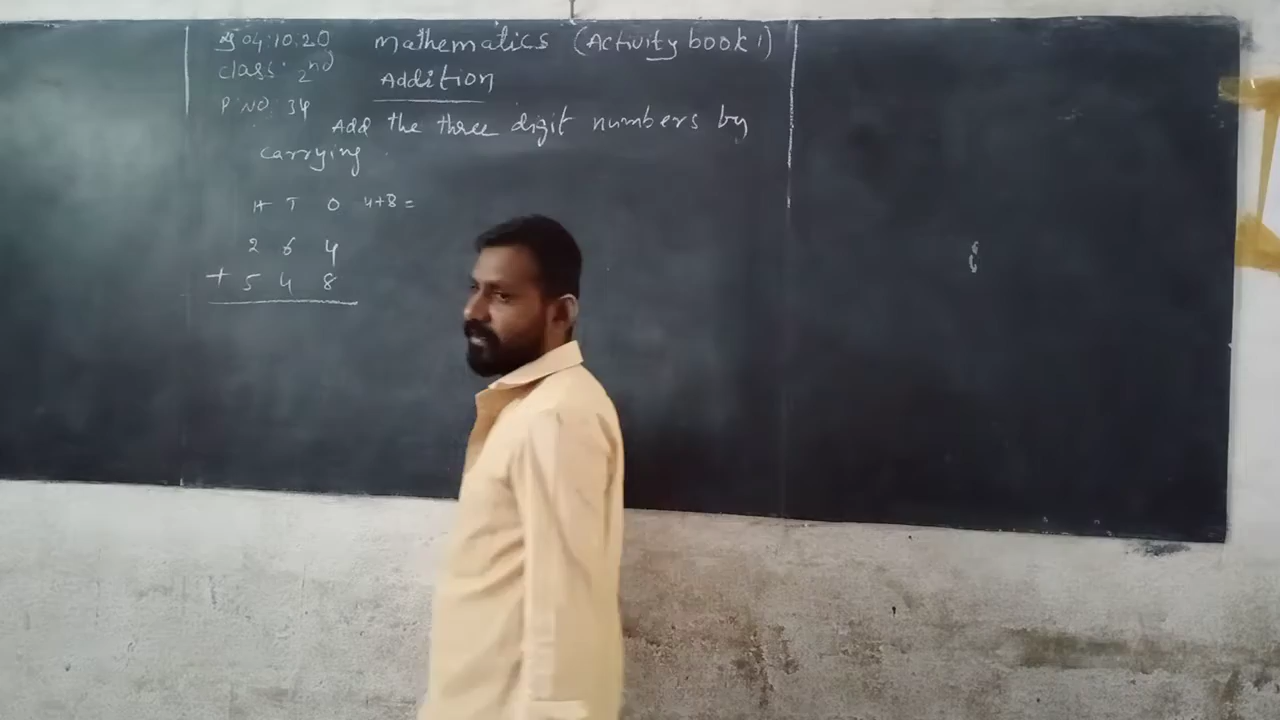 04.10.20 Mathematics (Activity book 1)
class: 2nd Addition
P. NO: 34
Add the three digit numbers by
carrying.
H T O 4+8=
2 6 4
+ 5 4 8